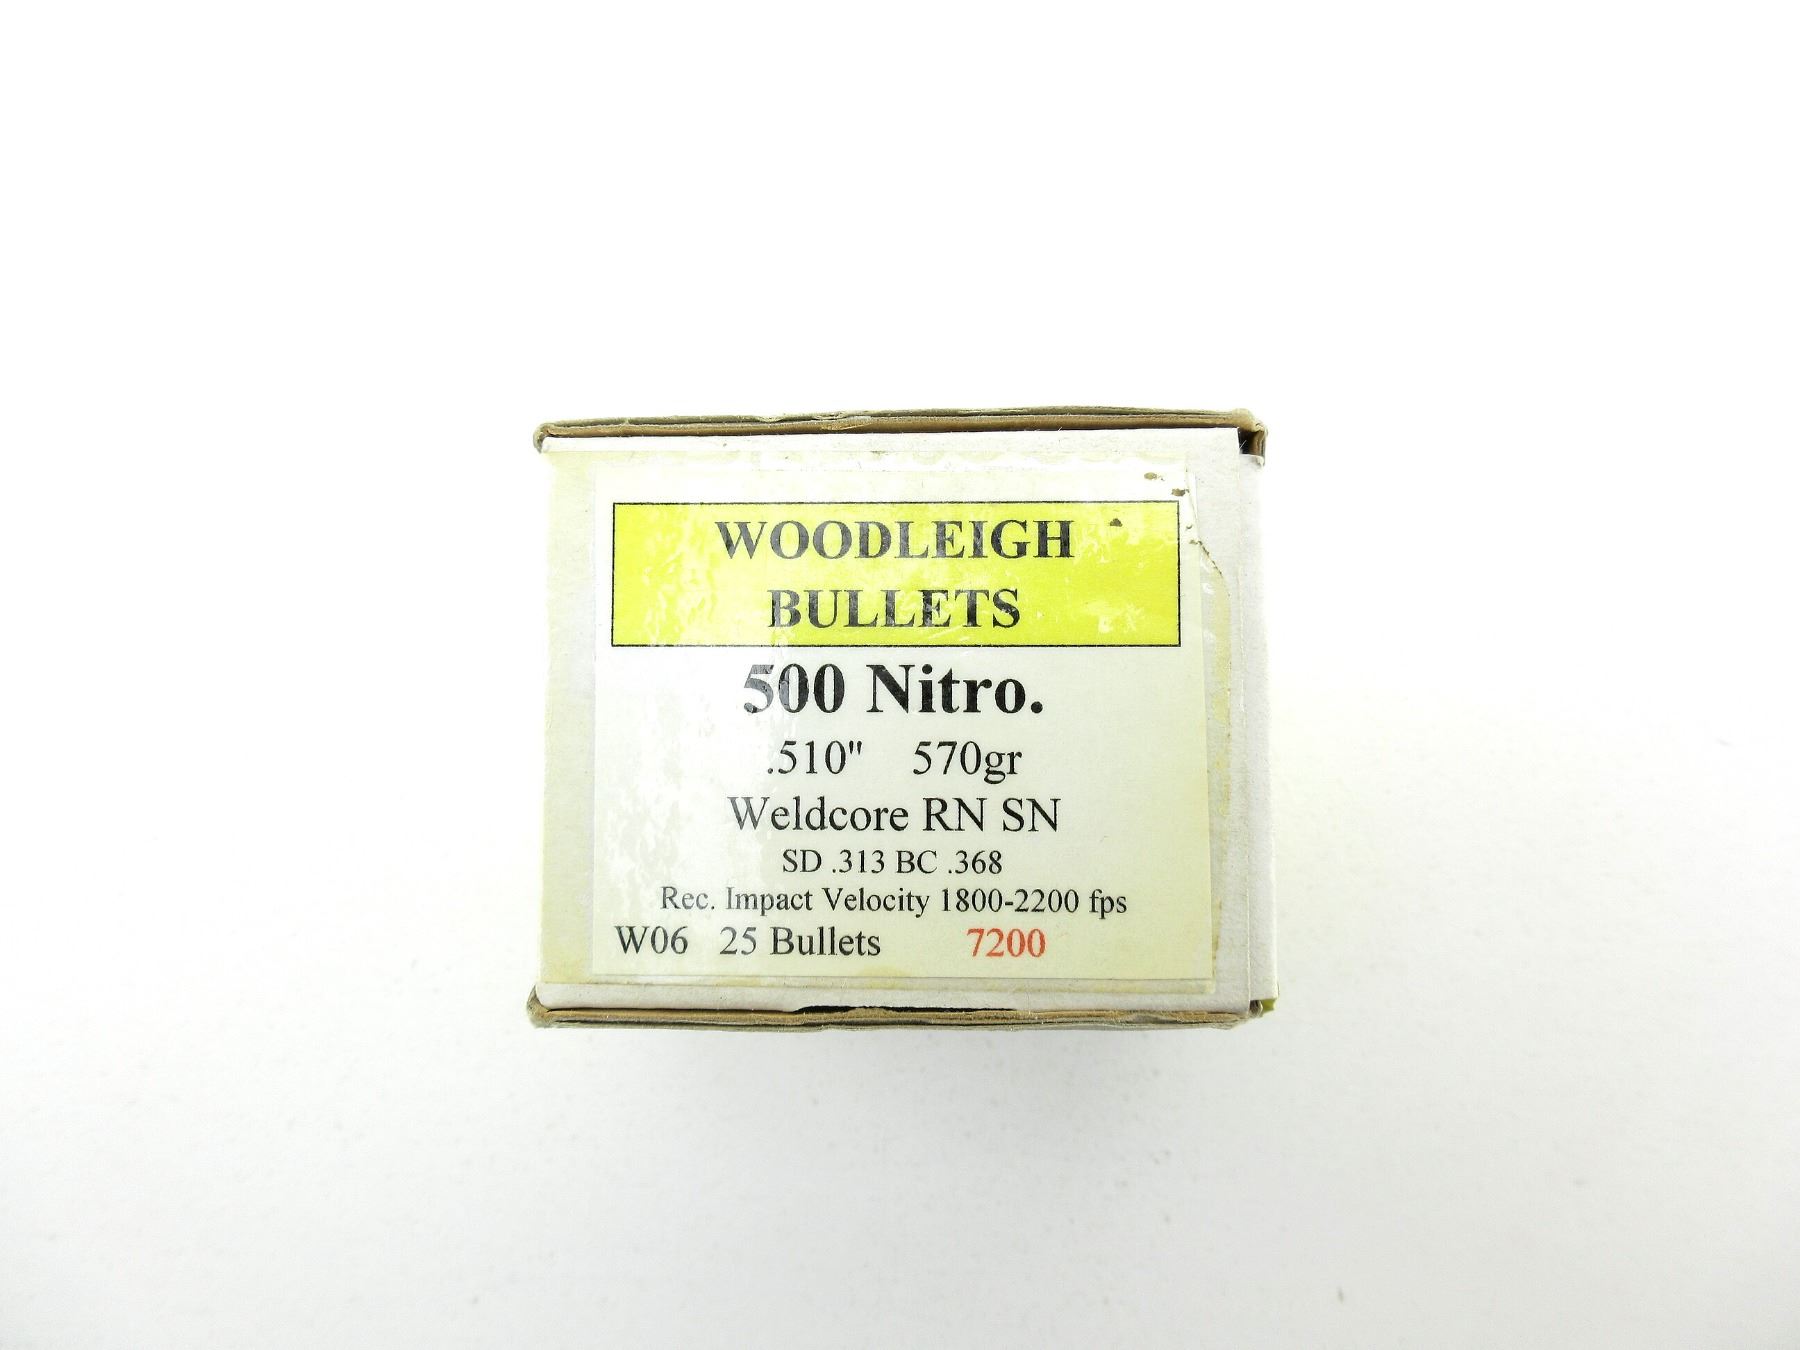 WOODLEIGH
BULLETS
500 Nitro.
.510" 570gr
Weldcore RN SN
SD .313 BC .368
Rec. Impact Velocity 1800-2200 fps
W06 25 Bullets 7200